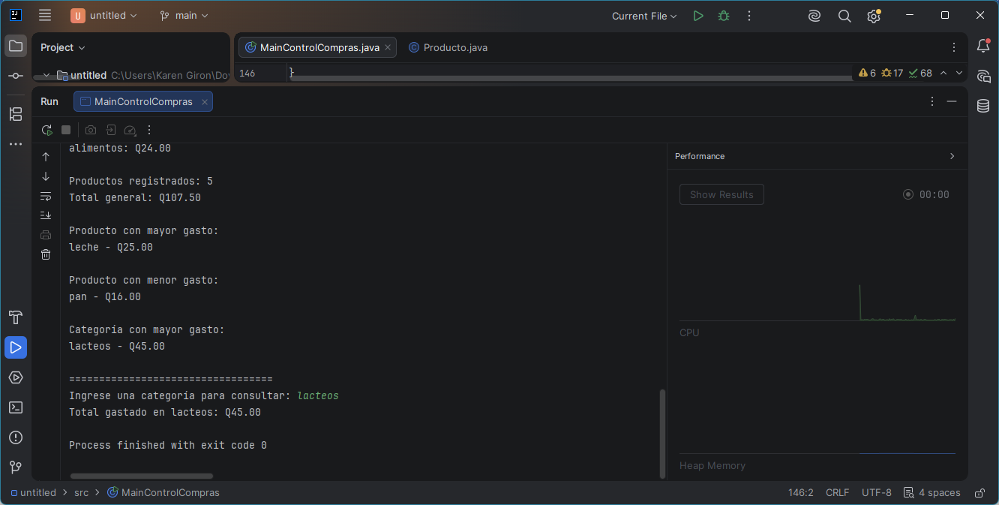 U untitled main Current File
Project MainControlCompras.java Producto.java
untitled C:\Users\Karen Giron\Do 146 } 6 17 68
Run MainControlCompras
alimentos: Q24.00
Productos registrados: 5
Total general: Q107.50
Producto con mayor gasto:
leche - Q25.00
Producto con menor gasto:
pan - Q16.00
Categoría con mayor gasto:
lacteos - Q45.00
==================================
Ingrese una categoría para consultar: lacteos
Total gastado en lacteos: Q45.00
Process finished with exit code 0
Performance
Show Results 00:00
CPU
Heap Memory
untitled > src > MainControlCompras 146:2 CRLF UTF-8 4 spaces